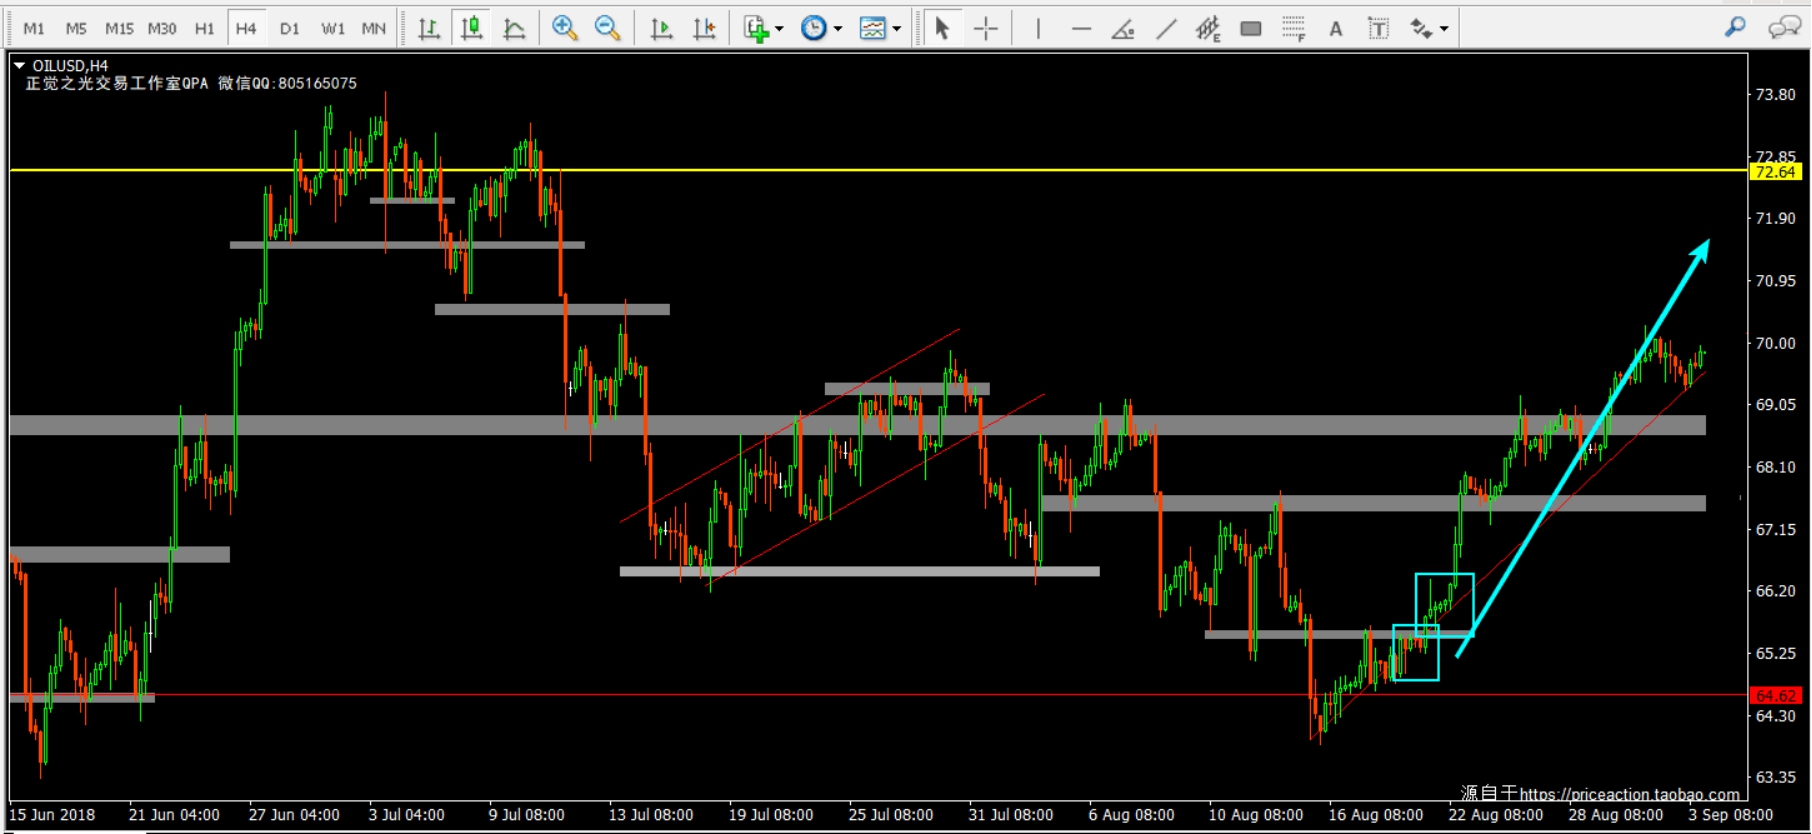 M1 M5 M15 M30 H1 H4 D1 W1 MN
E F A T
OILUSD,H4
正觉之光交易工作室QPA 微信QQ:805165075
73.80
72.85
72.64
71.90
70.95
70.00
69.05
68.10
67.15
66.20
65.25
64.62
64.30
63.35
源自于https://priceaction.taobao.com
15 Jun 2018 21 Jun 04:00 27 Jun 04:00 3 Jul 04:00 9 Jul 08:00 13 Jul 08:00 19 Jul 08:00 25 Jul 08:00 31 Jul 08:00 6 Aug 08:00 10 Aug 08:00 16 Aug 08:00 22 Aug 08:00 28 Aug 08:00 3 Sep 08:00